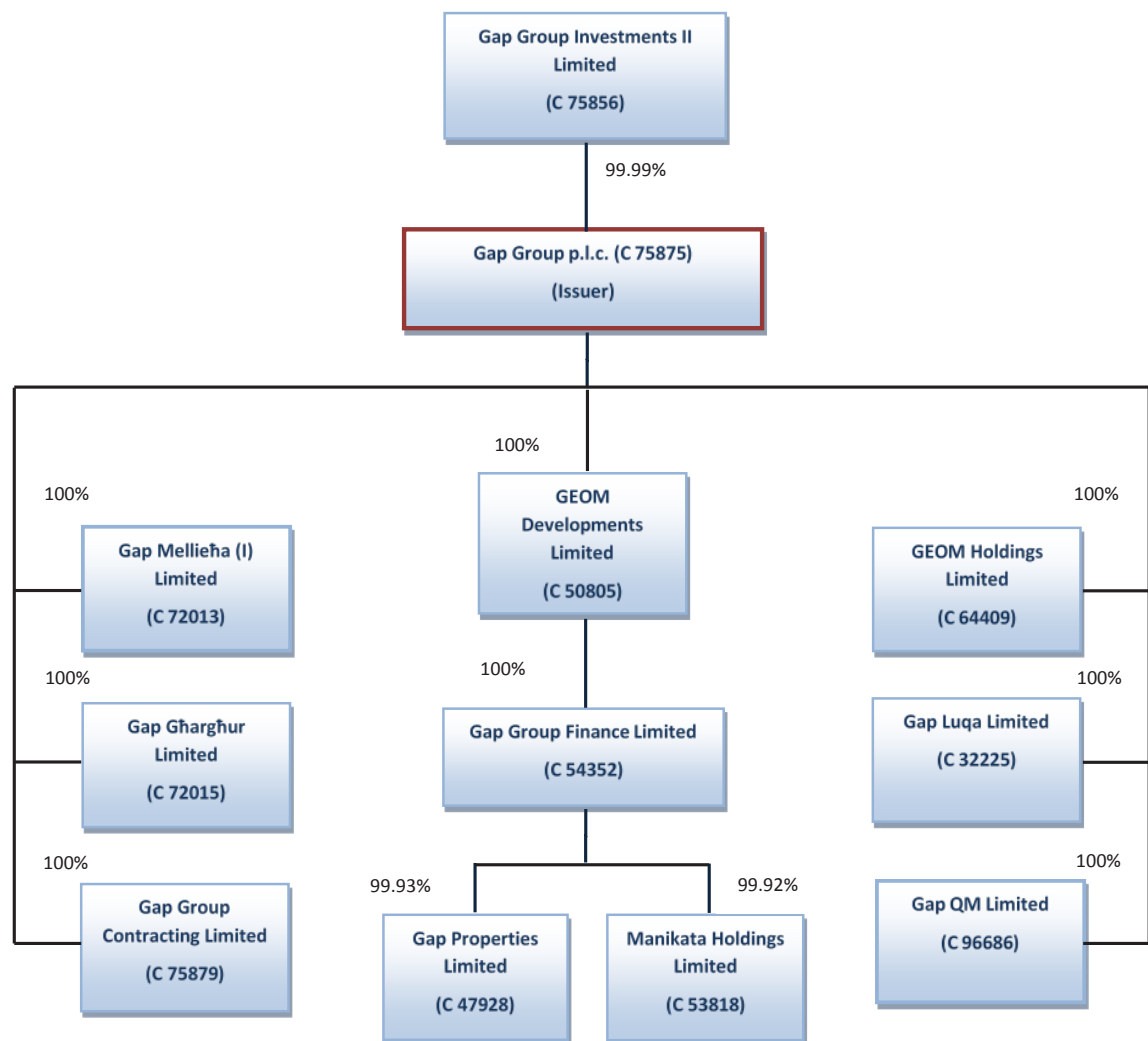 Gap Group Investments II
Limited
(C 75856)
99.99%
Gap Group p.l.c. (C 75875)
(Issuer)
100%
Gap Mellieħa (I)
Limited
(C 72013)
100%
Gap Għargħur
Limited
(C 72015)
100%
Gap Group
Contracting Limited
(C 75879)
100%
GEOM
Developments
Limited
(C 50805)
100%
Gap Group Finance Limited
(C 54352)
99.93%
Gap Properties
Limited
(C 47928)
99.92%
Manikata Holdings
Limited
(C 53818)
100%
GEOM Holdings
Limited
(C 64409)
100%
Gap Luqa Limited
(C 32225)
100%
Gap QM Limited
(C 96686)